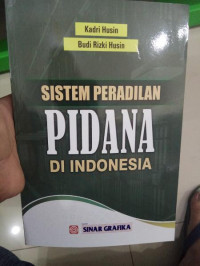 Kadri Husin
Budi Rizki Husin
SISTEM PERADILAN
PIDANA
DI INDONESIA
SINAR GRAFIKA